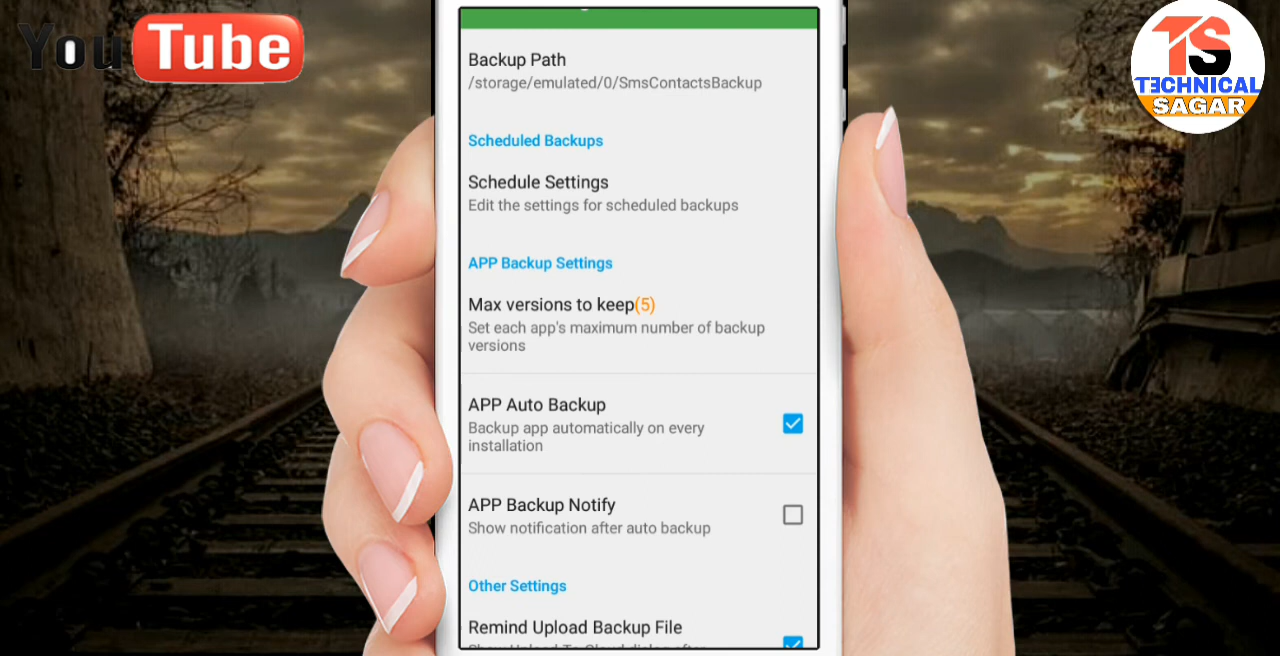 YouTube
TS
TECHNICAL
SAGAR
Backup Path
/storage/emulated/0/SmsContactsBackup
Scheduled Backups
Schedule Settings
Edit the settings for scheduled backups
APP Backup Settings
Max versions to keep(5)
Set each app's maximum number of backup
versions
APP Auto Backup
Backup app automatically on every
installation
APP Backup Notify
Show notification after auto backup
Other Settings
Remind Upload Backup File